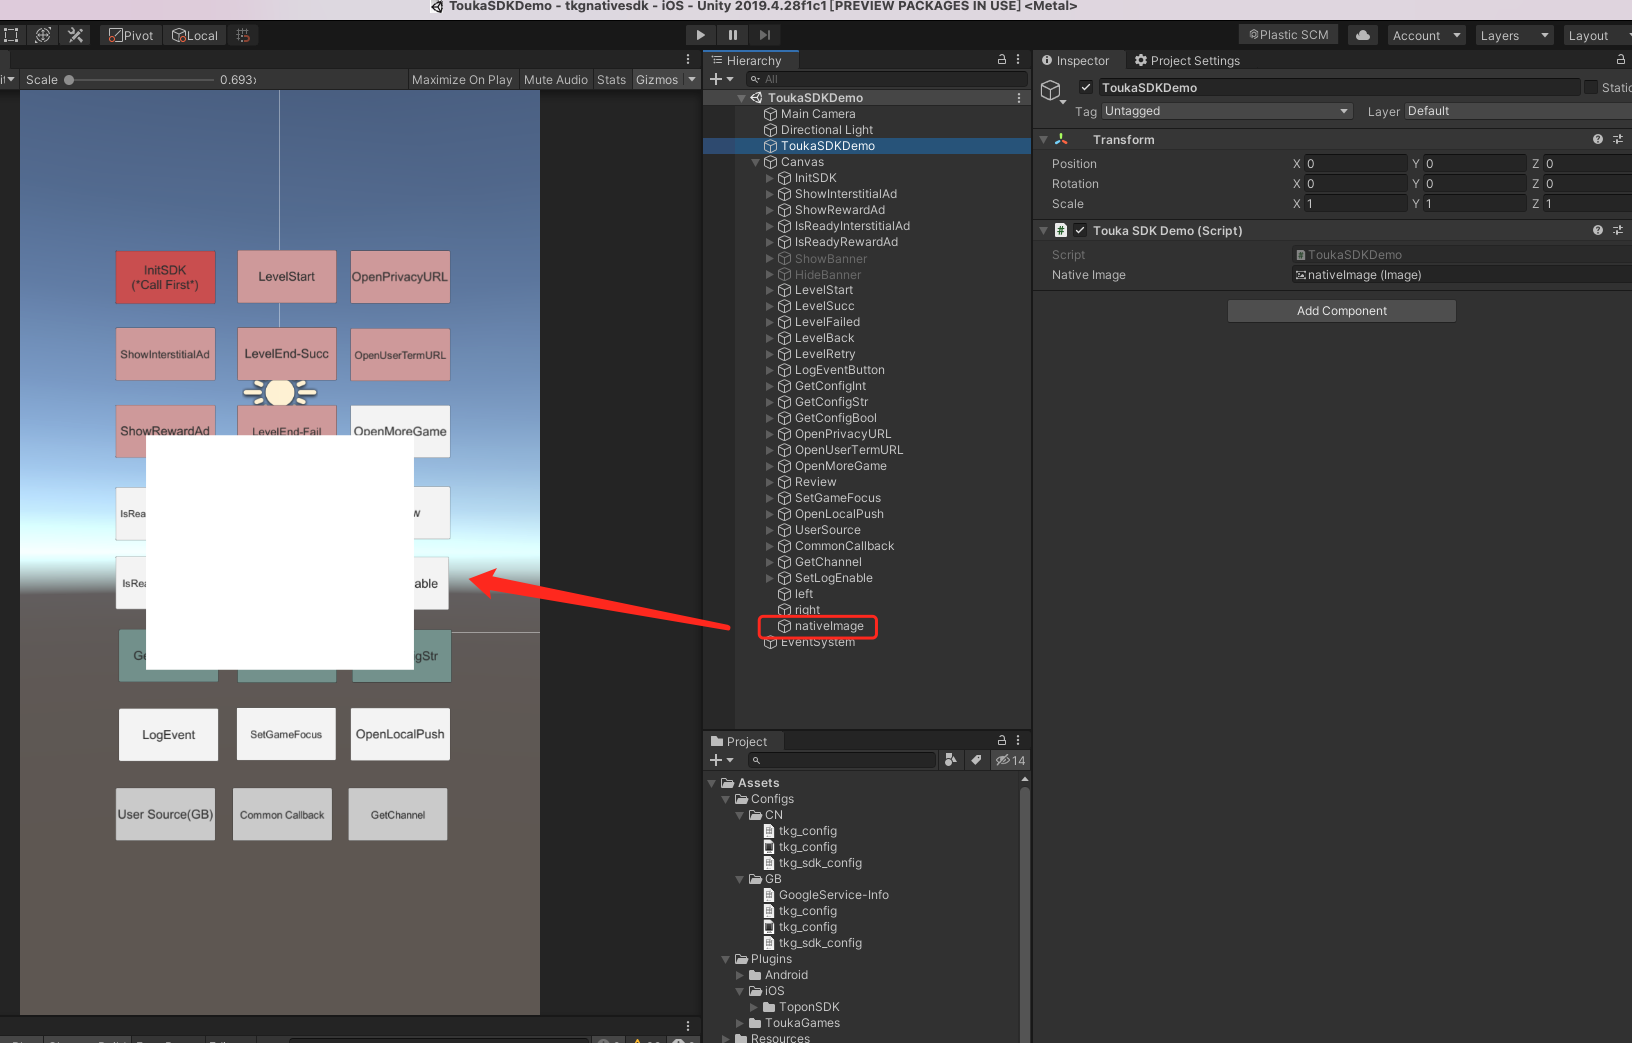 ToukaSDKDemo - tkgnativesdk - iOS - Unity 2019.4.28f1c1 [PREVIEW PACKAGES IN USE] <Metal>
Pivot
Local
Plastic SCM
Account
Layers
Layout
Scale
0.693x
Maximize On Play
Mute Audio
Stats
Gizmos
InitSDK
(*Call First*)
LevelStart
OpenPrivacyURL
ShowInterstitialAd
LevelEnd-Succ
OpenUserTermURL
ShowRewardAd
LevelEnd-Fail
OpenMoreGame
IsRea
w
IsRea
able
Ge
gStr
LogEvent
SetGameFocus
OpenLocalPush
User Source(GB)
Common Callback
GetChannel
Hierarchy
All
ToukaSDKDemo
Main Camera
Directional Light
ToukaSDKDemo
Canvas
InitSDK
ShowInterstitialAd
ShowRewardAd
IsReadyInterstitialAd
IsReadyRewardAd
ShowBanner
HideBanner
LevelStart
LevelSucc
LevelFailed
LevelBack
LevelRetry
LogEventButton
GetConfigInt
GetConfigStr
GetConfigBool
OpenPrivacyURL
OpenUserTermURL
OpenMoreGame
Review
SetGameFocus
OpenLocalPush
UserSource
CommonCallback
GetChannel
SetLogEnable
left
right
nativeImage
EventSystem
Project
14
Assets
Configs
CN
tkg_config
tkg_config
tkg_sdk_config
GB
GoogleService-Info
tkg_config
tkg_config
tkg_sdk_config
Plugins
Android
iOS
ToponSDK
ToukaGames
Resources
Inspector
Project Settings
ToukaSDKDemo
Static
Tag Untagged
Layer Default
Transform
Position X 0 Y 0 Z 0
Rotation X 0 Y 0 Z 0
Scale X 1 Y 1 Z 1
# Touka SDK Demo (Script)
Script ToukaSDKDemo
Native Image nativeImage (Image)
Add Component